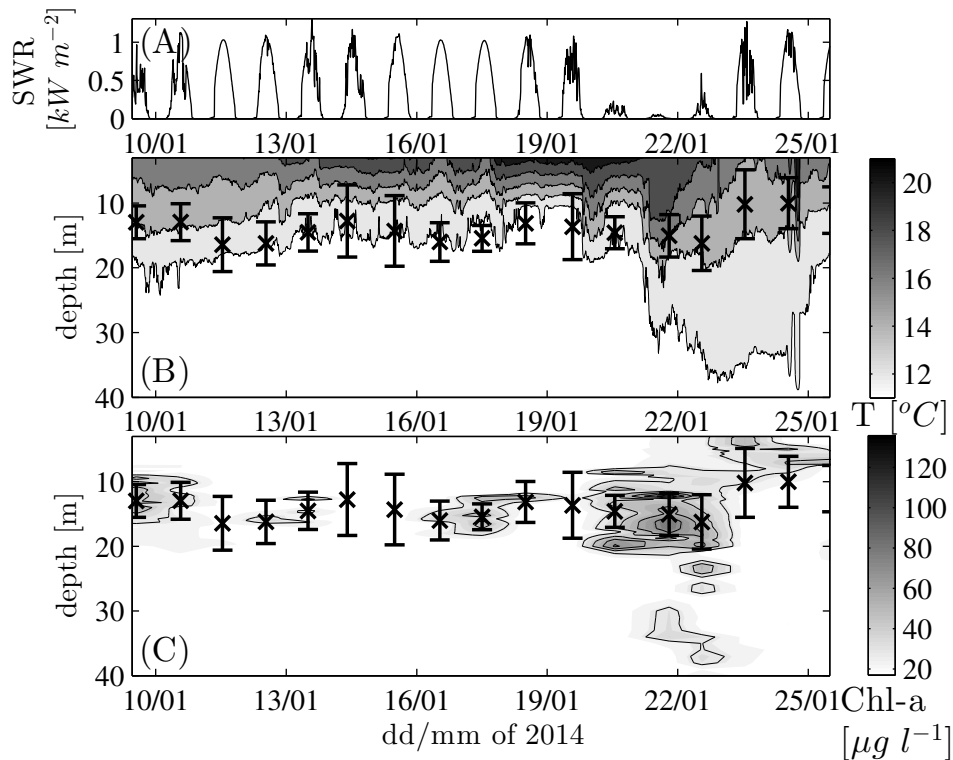 SWR
[kW m−2]
1
0.5
0
(A)
10/01 13/01 16/01 19/01 22/01 25/01
depth [m]
10
20
30
40
(B)
20
18
16
14
12
T [oC]
10/01 13/01 16/01 19/01 22/01 25/01
depth [m]
10
20
30
40
(C)
120
100
80
60
40
20
Chl-a
[μg l−1]
10/01 13/01 16/01 19/01 22/01 25/01
dd/mm of 2014